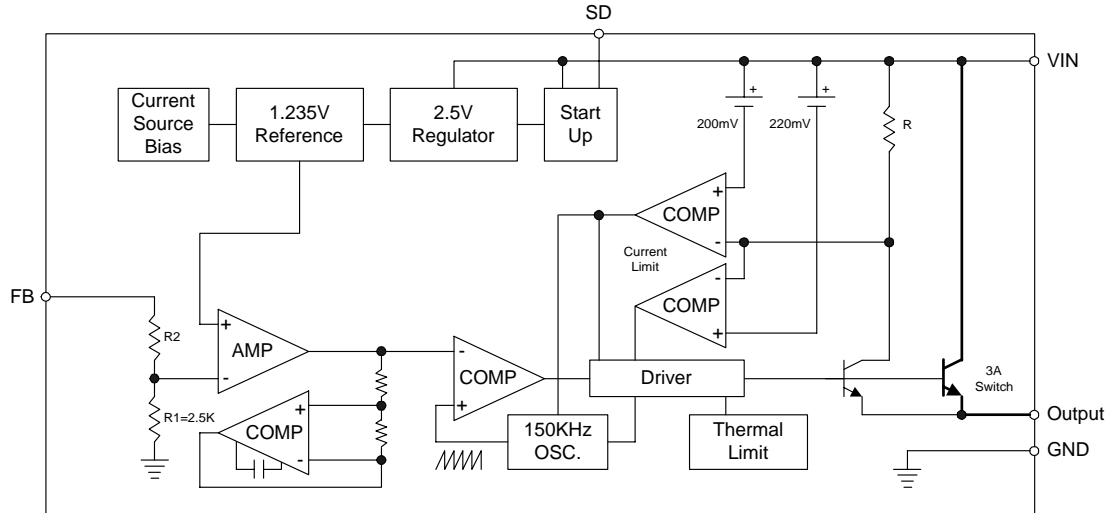 SD
VIN
Current
Source
Bias
1.235V
Reference
2.5V
Regulator
Start
Up
+
200mV
+
220mV
R
+
COMP
-
Current
Limit
-
COMP
+
FB
R2
R1=2.5K
+
AMP
-
+
COMP
-
-
COMP
+
Driver
150KHz
OSC.
Thermal
Limit
3A
Switch
Output
GND